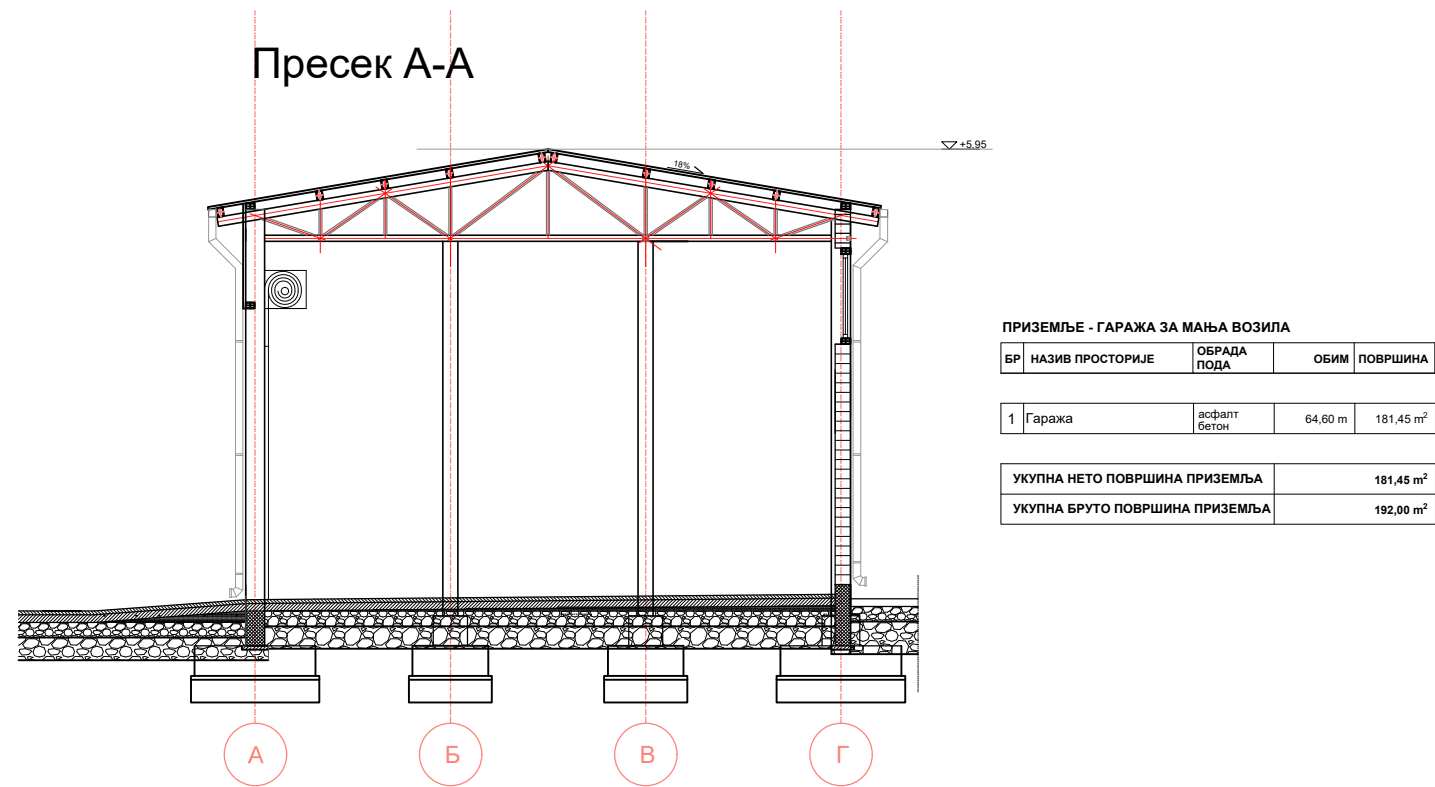 Пресек А-А
+5,95
18%
ПРИЗЕМЉЕ - ГАРАЖА ЗА МАЊА ВОЗИЛА
БР НАЗИВ ПРОСТОРИЈЕ ОБРАДА ПОДА ОБИМ ПОВРШИНА
1 Гаража асфалт бетон 64,60 m 181,45 m²
УКУПНА НЕТО ПОВРШИНА ПРИЗЕМЉА 181,45 m²
УКУПНА БРУТО ПОВРШИНА ПРИЗЕМЉА 192,00 m²
А Б В Г